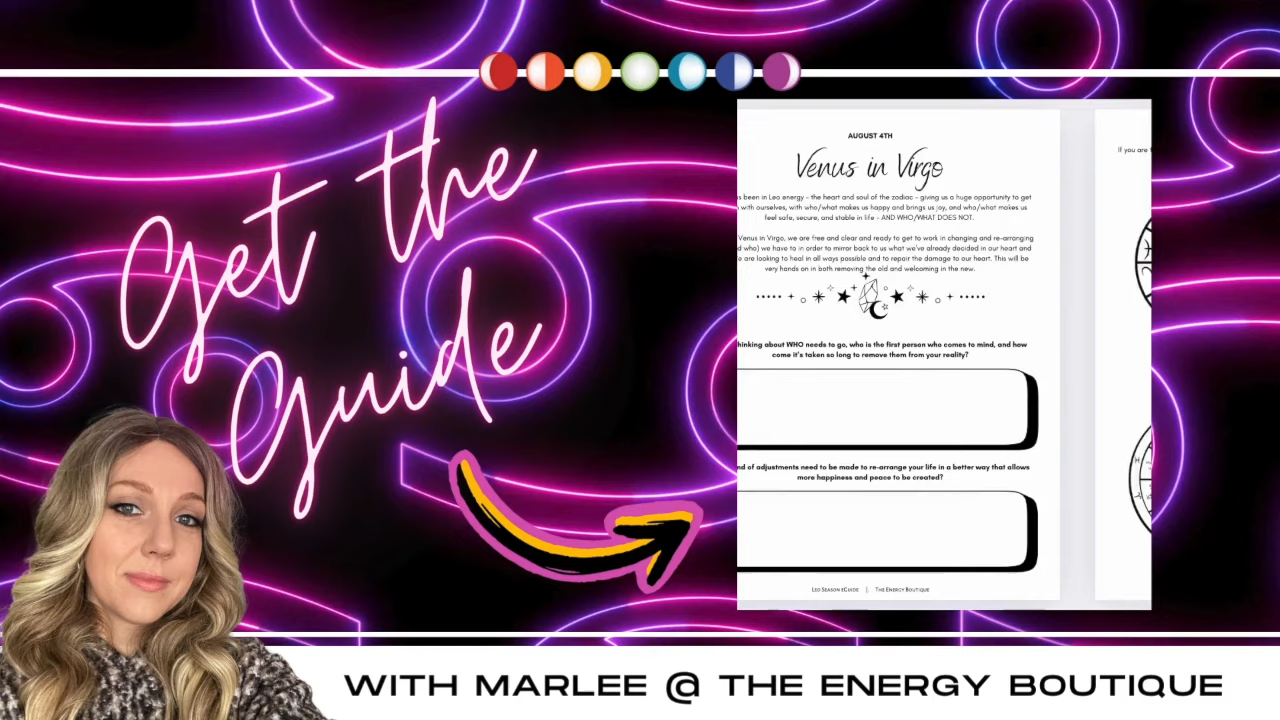 Get the
Guide
AUGUST 4TH
Venus in Virgo
s been in Leo energy - the heart and soul of the zodiac - giving us a huge opportunity to get
with ourselves, with who/what makes us happy and brings us joy, and who/what makes us
feel safe, secure, and stable in life - AND WHO/WHAT DOES NOT.
Venus in Virgo, we are free and clear and ready to get to work in changing and re-arranging
d who) we have to in order to mirror back to us what we've already decided in our heart and
e are looking to heal in all ways possible and to repair the damage to our heart. This will be
very hands on in both removing the old and welcoming in the new.
hinking about WHO needs to go, who is the first person who comes to mind, and how
come it's taken so long to remove them from your reality?
nd of adjustments need to be made to re-arrange your life in a better way that allows
more happiness and peace to be created?
Leo Season eGuide | The Energy Boutique
If you are
WITH MARLEE @ THE ENERGY BOUTIQUE